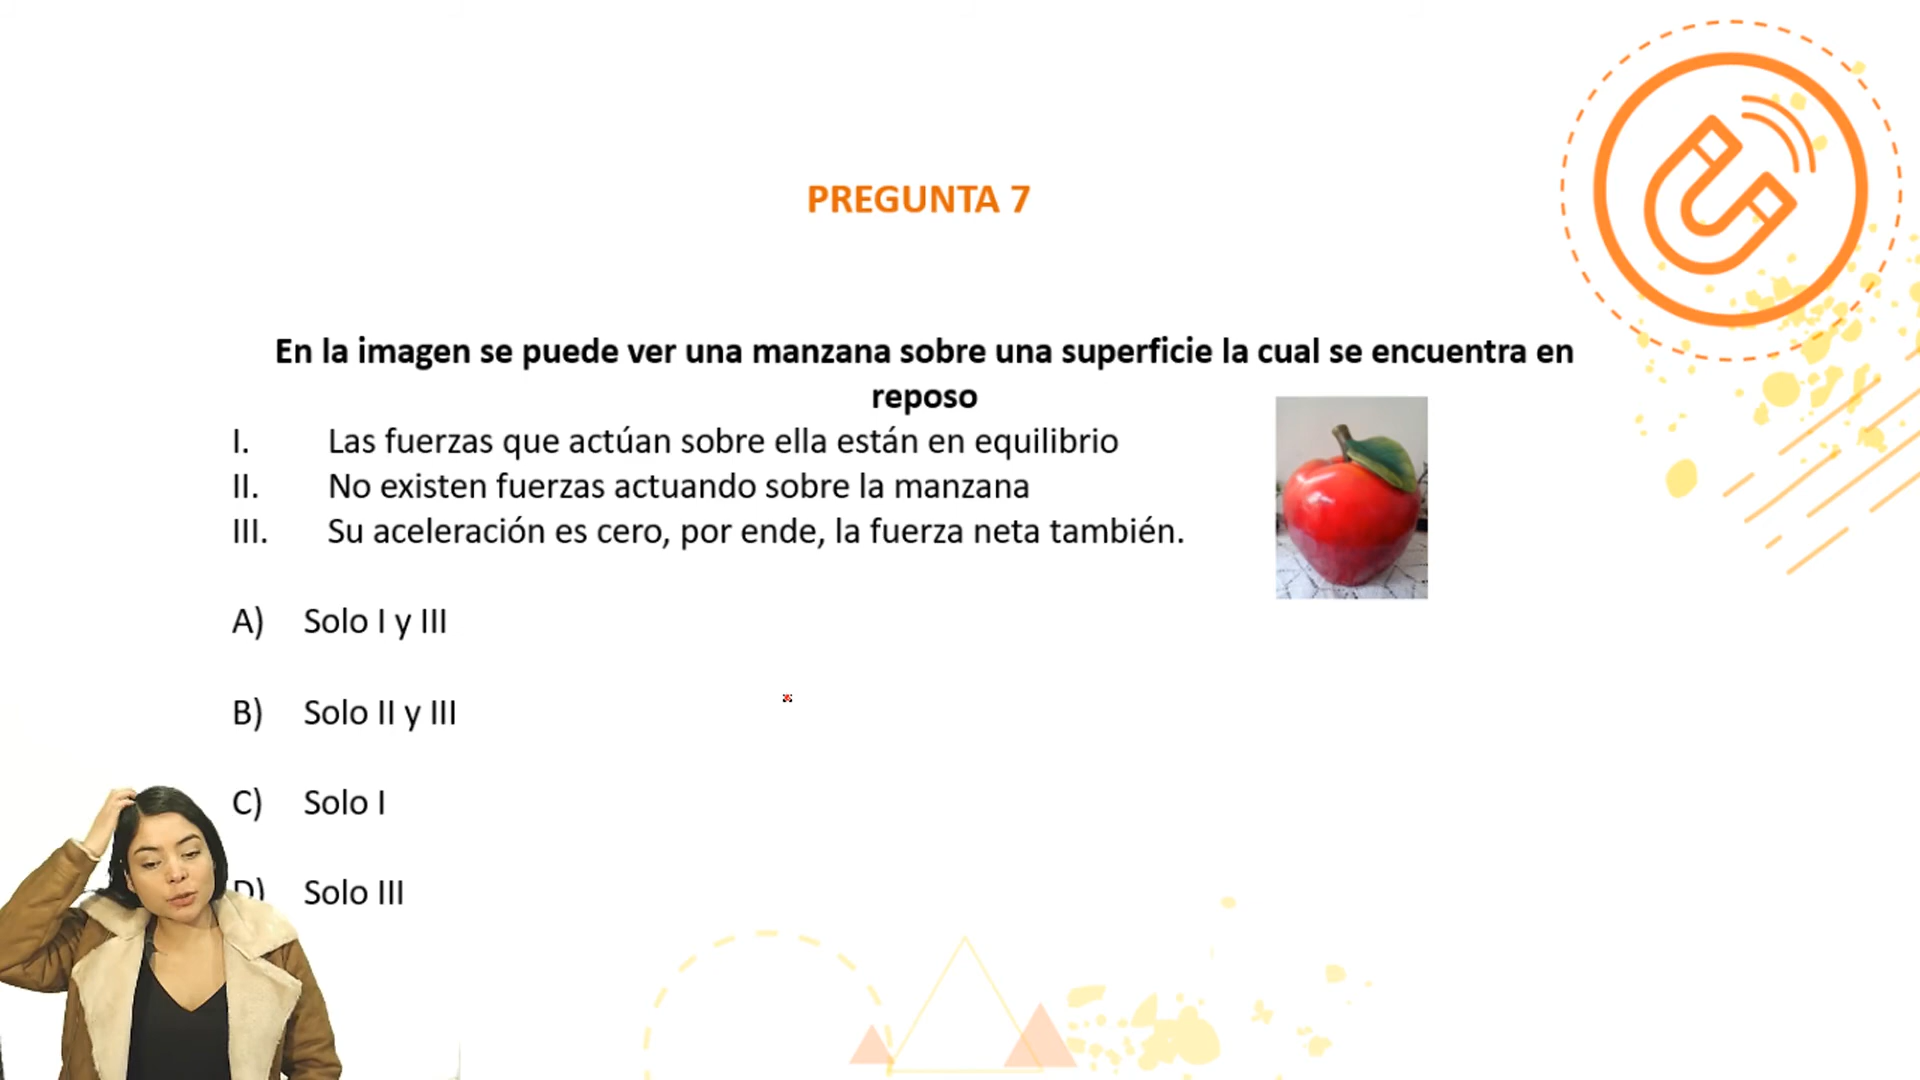 PREGUNTA 7
En la imagen se puede ver una manzana sobre una superficie la cual se encuentra en
reposo
I. Las fuerzas que actúan sobre ella están en equilibrio
II. No existen fuerzas actuando sobre la manzana
III. Su aceleración es cero, por ende, la fuerza neta también.
A) Solo I y III
B) Solo II y III
C) Solo I
D) Solo III